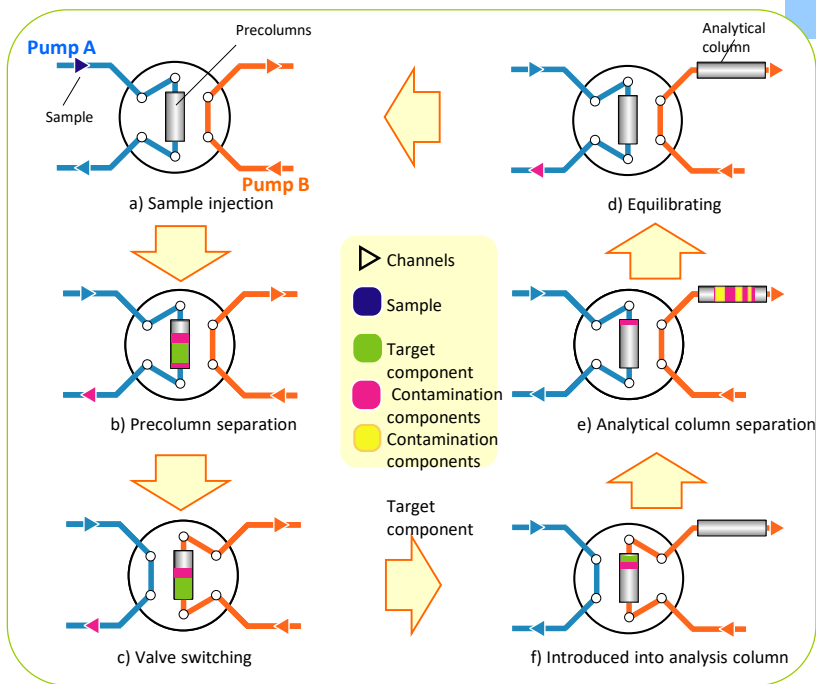 Pump A
Precolumns
Sample
Pump B
a) Sample injection
Analytical
column
d) Equilibrating
Channels
Sample
Target
component
Contamination
components
Contamination
components
b) Precolumn separation
e) Analytical column separation
Target
component
c) Valve switching
f) Introduced into analysis column